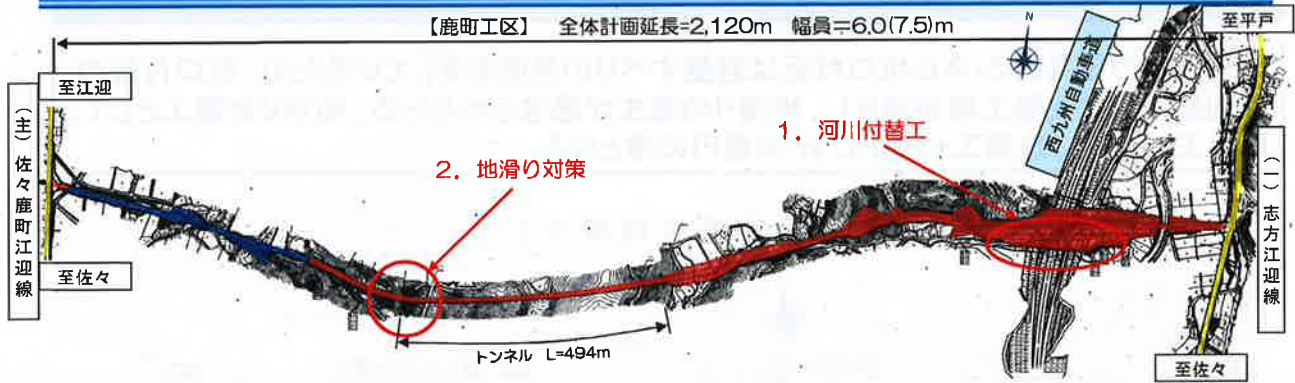 【鹿町工区】　全体計画延長=2,120m　幅員=6.0(7.5)m
至平戸
N
西九州自動車道
至江迎
1. 河川付替工
2. 地滑り対策
(主)佐々鹿町江迎線
(一)志方江迎線
至佐々
トンネル　L=494m
至佐々